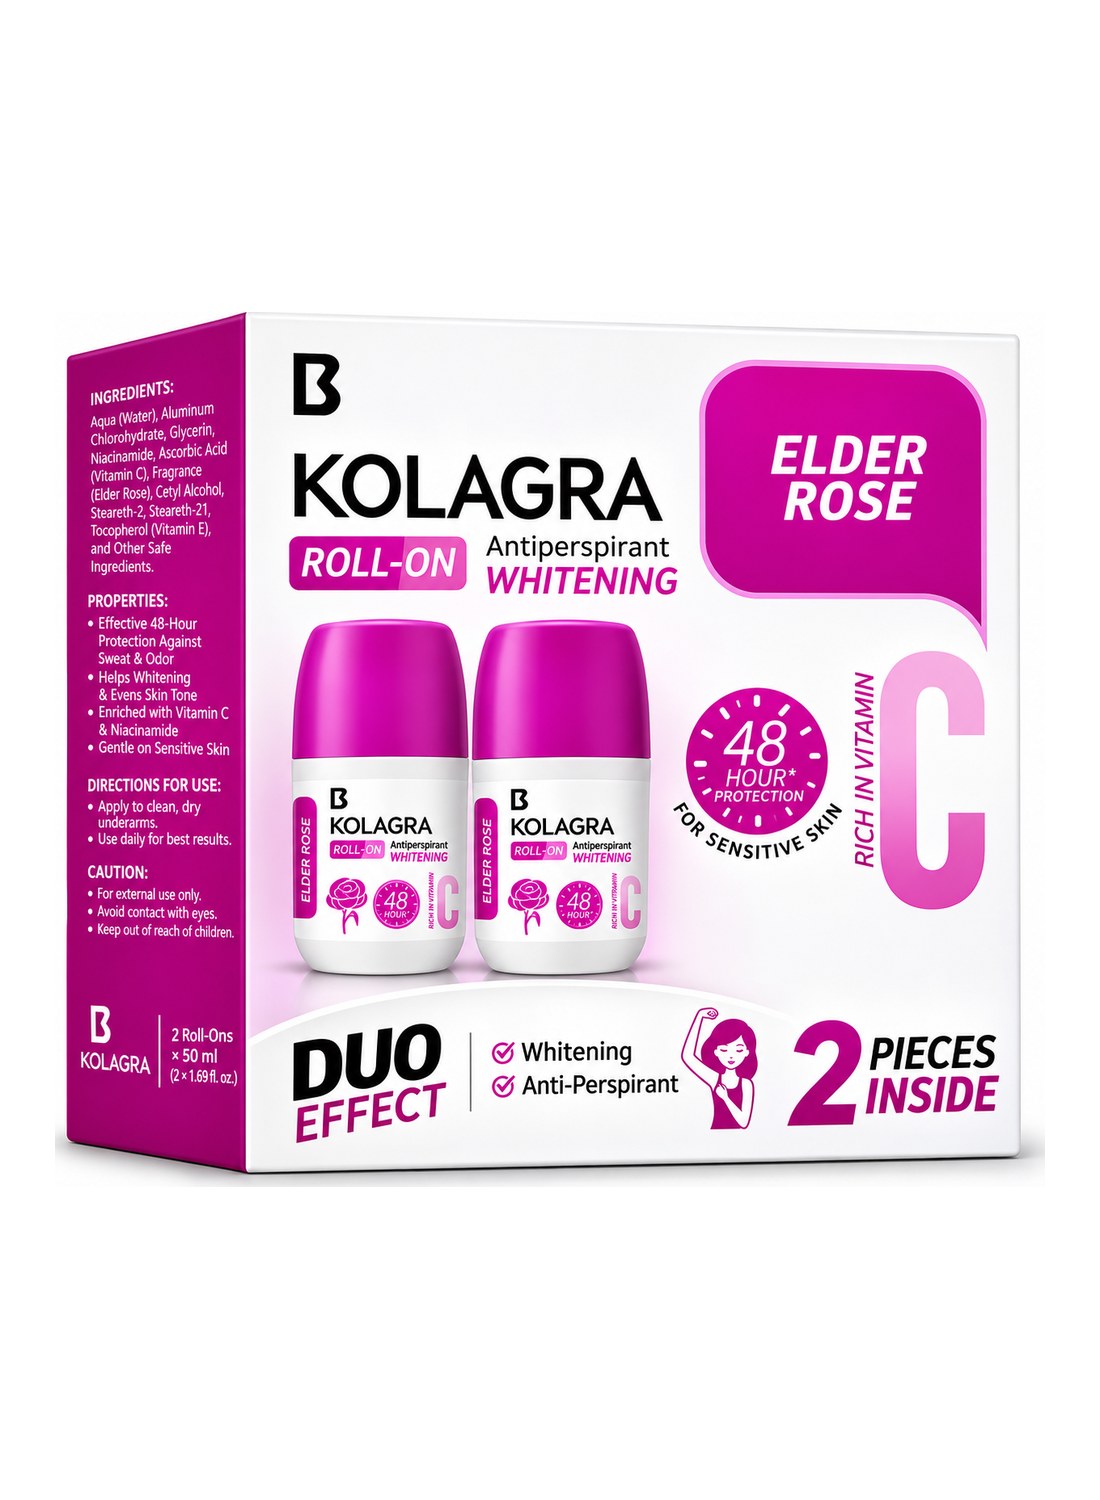 INGREDIENTS:
Aqua (Water), Aluminum
Chlorohydrate, Glycerin,
Niacinamide, Ascorbic Acid
(Vitamin C), Fragrance
(Elder Rose), Cetyl Alcohol,
Steareth-2, Steareth-21,
Tocopherol (Vitamin E),
and Other Safe
Ingredients.
PROPERTIES:
• Effective 48-Hour
Protection Against
Sweat & Odor
• Helps Whitening
& Evens Skin Tone
• Enriched with Vitamin C
& Niacinamide
• Gentle on Sensitive Skin
DIRECTIONS FOR USE:
• Apply to clean, dry
underarms.
• Use daily for best results.
CAUTION:
• For external use only.
• Avoid contact with eyes.
• Keep out of reach of children.
B
KOLAGRA
2 Roll-Ons
× 50 ml
(2 × 1.69 fl. oz.)
B
KOLAGRA
ROLL-ON
Antiperspirant
WHITENING
ELDER
ROSE
48
HOUR*
PROTECTION
FOR SENSITIVE SKIN
RICH IN VITAMIN
C
ELDER ROSE
B
KOLAGRA
ROLL-ON
Antiperspirant
WHITENING
48
HOUR*
RICH IN VITAMIN
C
ELDER ROSE
B
KOLAGRA
ROLL-ON
Antiperspirant
WHITENING
48
HOUR*
RICH IN VITAMIN
C
DUO
EFFECT
Whitening
Anti-Perspirant
2 PIECES
INSIDE